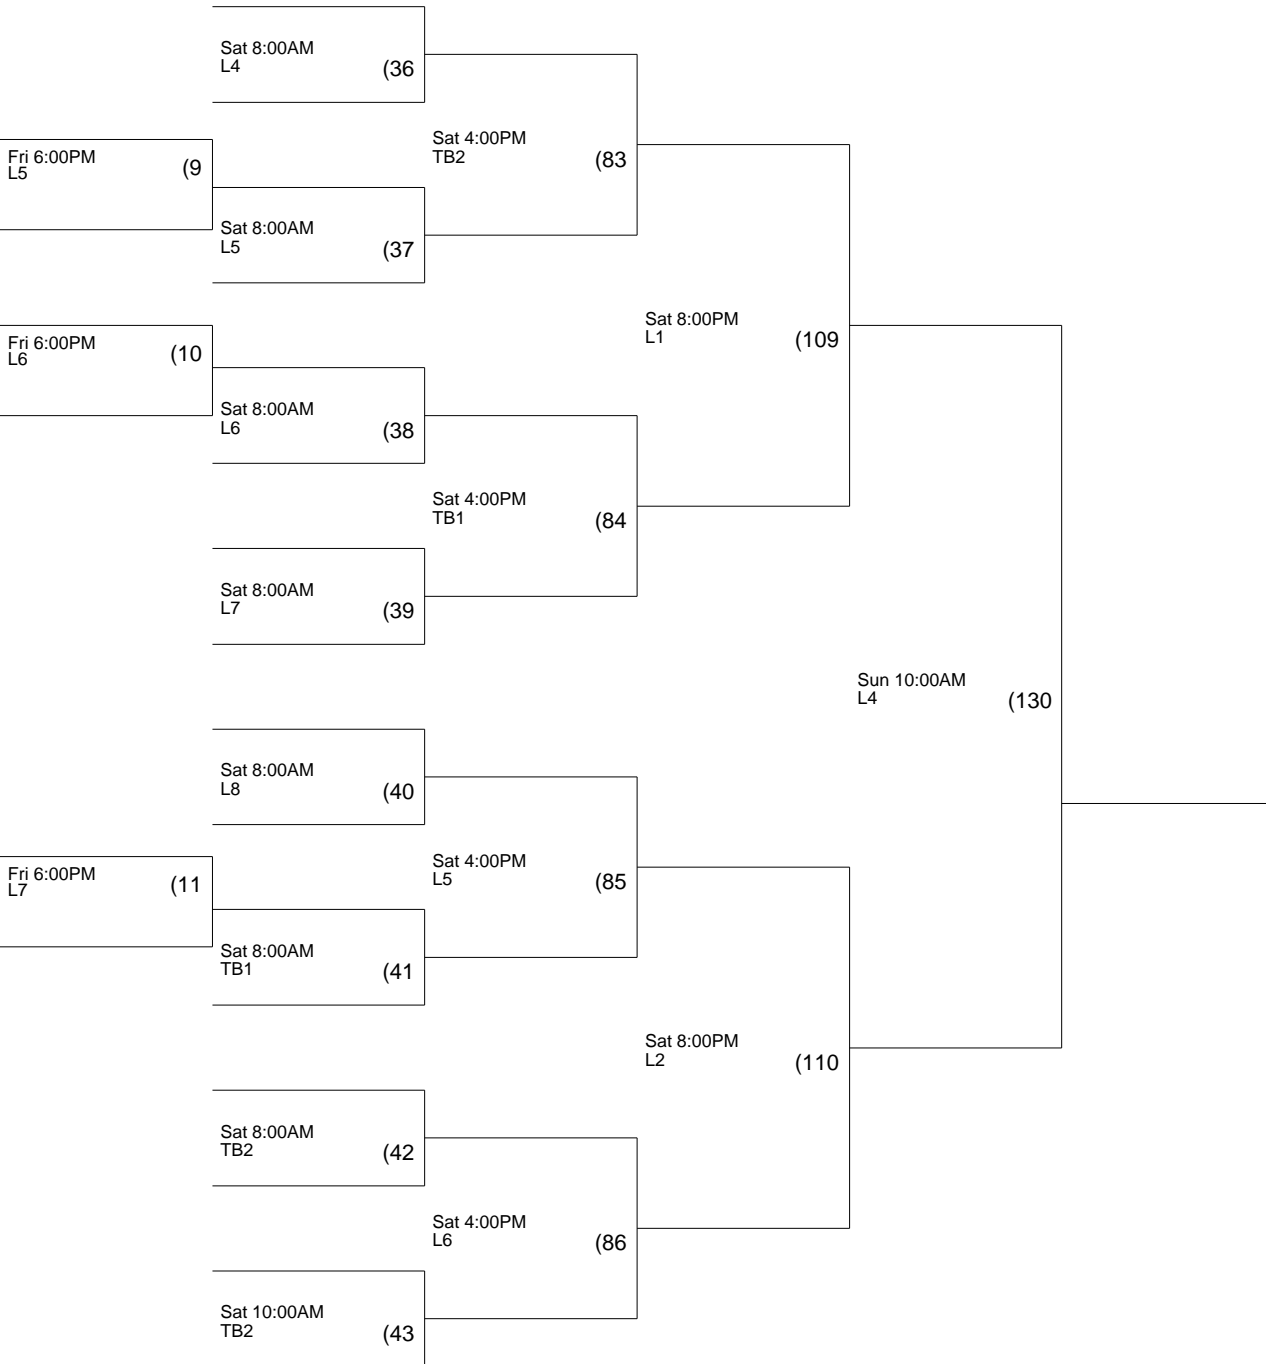 Sat 8:00AM
L4
(36
Fri 6:00PM
L5
(9
Sat 4:00PM
TB2
(83
Sat 8:00AM
L5
(37
Fri 6:00PM
L6
(10
Sat 8:00PM
L1
(109
Sat 8:00AM
L6
(38
Sat 4:00PM
TB1
(84
Sat 8:00AM
L7
(39
Sun 10:00AM
L4
(130
Sat 8:00AM
L8
(40
Fri 6:00PM
L7
(11
Sat 4:00PM
L5
(85
Sat 8:00AM
TB1
(41
Sat 8:00PM
L2
(110
Sat 8:00AM
TB2
(42
Sat 4:00PM
L6
(86
Sat 10:00AM
TB2
(43